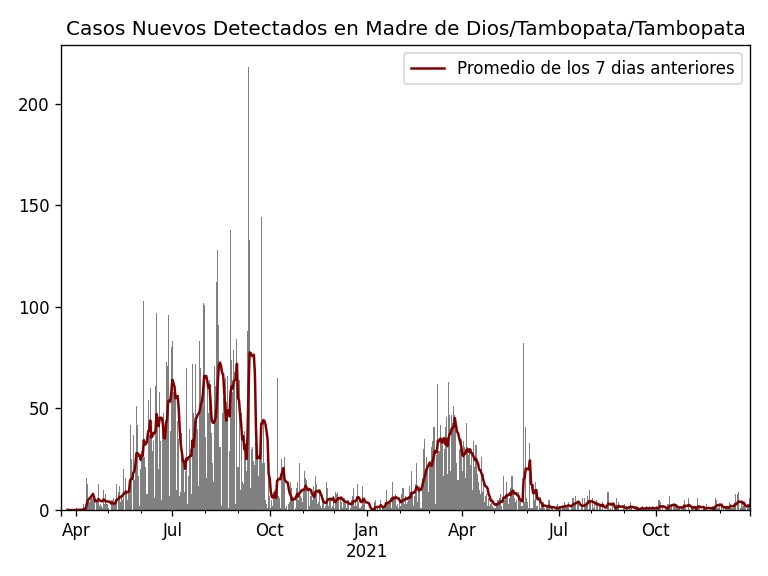 Casos Nuevos Detectados en Madre de Dios/Tambopata/Tambopata
Promedio de los 7 dias anteriores
200
150
100
50
0
Apr Jul Oct Jan Apr Jul Oct
2021